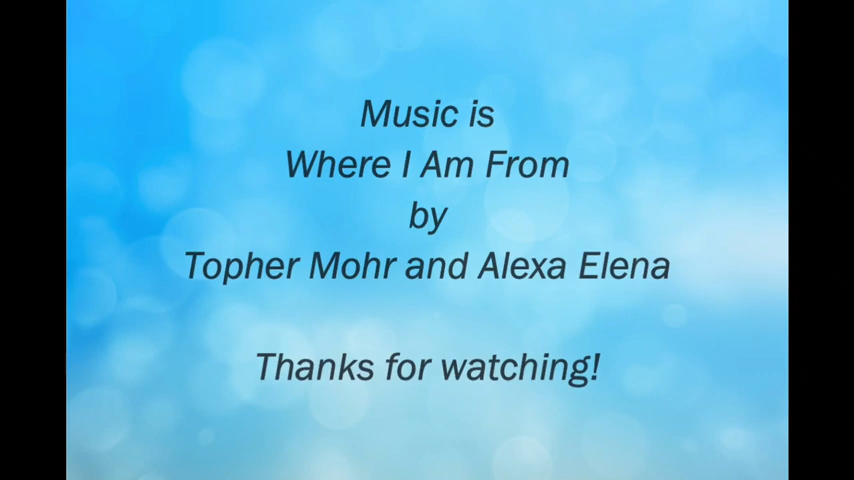 Music is
Where I Am From
by
Topher Mohr and Alexa Elena
Thanks for watching!